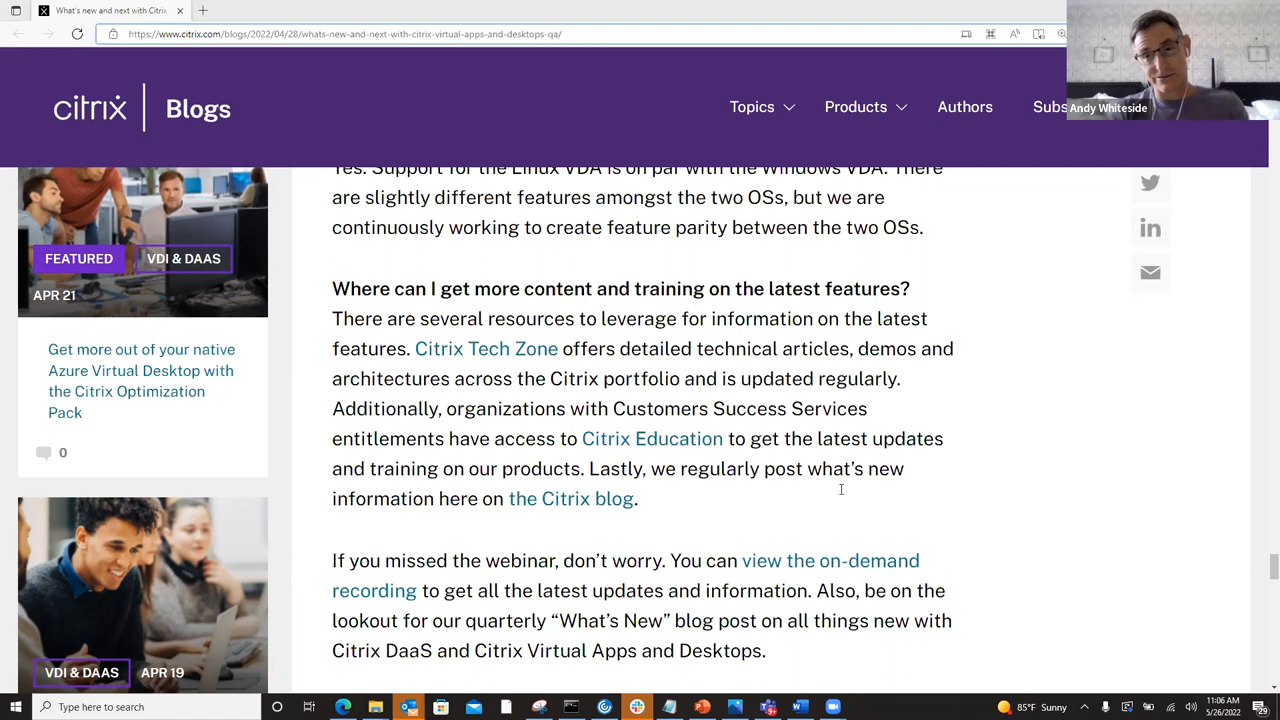 What's new and next with Citrix
https://www.citrix.com/blogs/2022/04/28/whats-new-and-next-with-citrix-virtual-apps-and-desktops-qa/
citrix | Blogs
Topics
Products
Authors
Subs
Andy Whiteside
Yes. Support for the Linux VDA is on par with the Windows VDA. There
are slightly different features amongst the two OSs, but we are
continuously working to create feature parity between the two OSs.
Where can I get more content and training on the latest features?
There are several resources to leverage for information on the latest
features. Citrix Tech Zone offers detailed technical articles, demos and
architectures across the Citrix portfolio and is updated regularly.
Additionally, organizations with Customers Success Services
entitlements have access to Citrix Education to get the latest updates
and training on our products. Lastly, we regularly post what's new
information here on the Citrix blog.
If you missed the webinar, don't worry. You can view the on-demand
recording to get all the latest updates and information. Also, be on the
lookout for our quarterly “What's New” blog post on all things new with
Citrix DaaS and Citrix Virtual Apps and Desktops.
FEATURED
VDI & DAAS
APR 21
Get more out of your native
Azure Virtual Desktop with
the Citrix Optimization
Pack
0
VDI & DAAS
APR 19
Type here to search
85°F Sunny
11:06 AM
5/26/2022
29